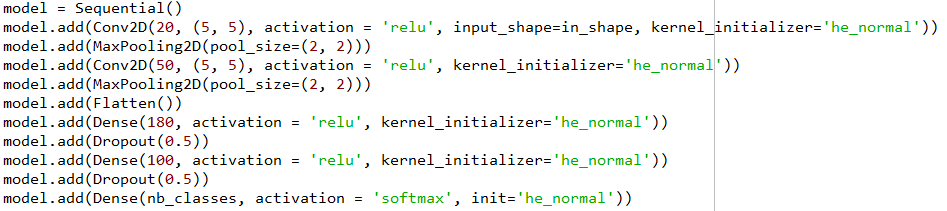 model = Sequential()
model.add(Conv2D(20, (5, 5), activation = 'relu', input_shape=in_shape, kernel_initializer='he_normal'))
model.add(MaxPooling2D(pool_size=(2, 2)))
model.add(Conv2D(50, (5, 5), activation = 'relu', kernel_initializer='he_normal'))
model.add(MaxPooling2D(pool_size=(2, 2)))
model.add(Flatten())
model.add(Dense(180, activation = 'relu', kernel_initializer='he_normal'))
model.add(Dropout(0.5))
model.add(Dense(100, activation = 'relu', kernel_initializer='he_normal'))
model.add(Dropout(0.5))
model.add(Dense(nb_classes, activation = 'softmax', init='he_normal'))